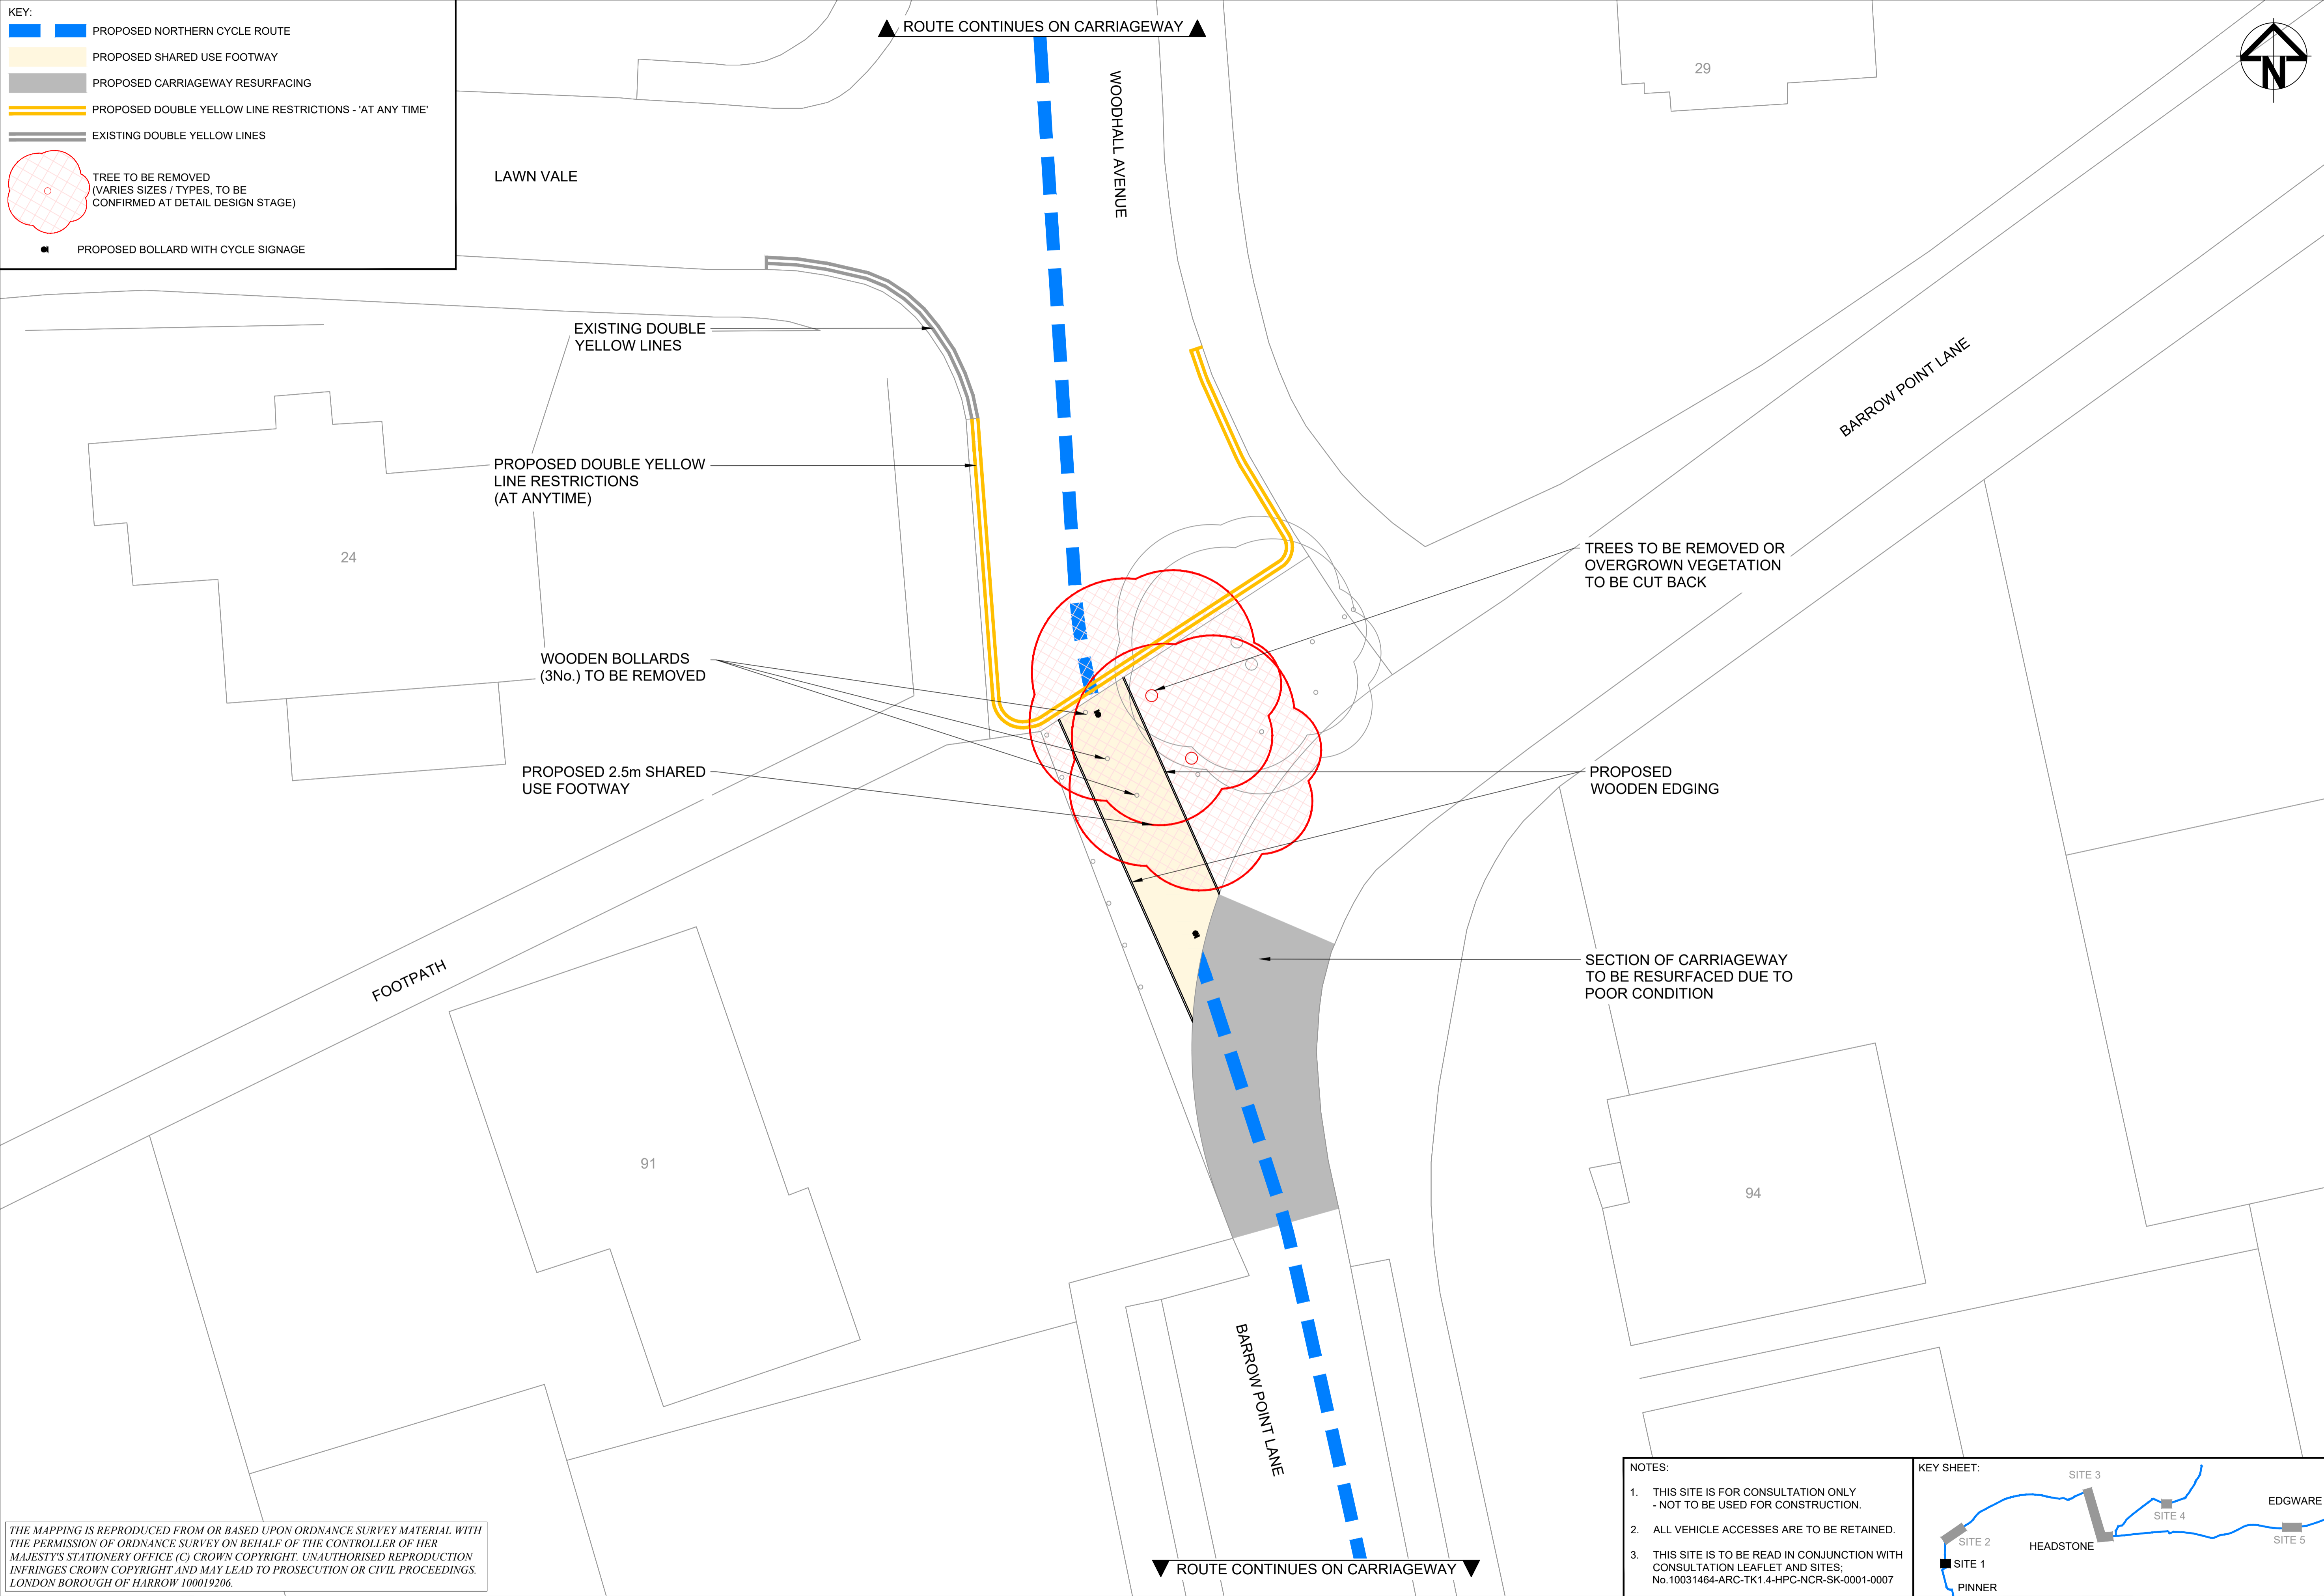 KEY:
PROPOSED NORTHERN CYCLE ROUTE
PROPOSED SHARED USE FOOTWAY
PROPOSED CARRIAGEWAY RESURFACING
PROPOSED DOUBLE YELLOW LINE RESTRICTIONS - 'AT ANY TIME'
EXISTING DOUBLE YELLOW LINES
TREE TO BE REMOVED
(VARIES SIZES / TYPES, TO BE
CONFIRMED AT DETAIL DESIGN STAGE)
PROPOSED BOLLARD WITH CYCLE SIGNAGE
ROUTE CONTINUES ON CARRIAGEWAY
WOODHALL AVENUE
29
N
LAWN VALE
EXISTING DOUBLE
YELLOW LINES
BARROW POINT LANE
PROPOSED DOUBLE YELLOW
LINE RESTRICTIONS
(AT ANYTIME)
24
TREES TO BE REMOVED OR
OVERGROWN VEGETATION
TO BE CUT BACK
WOODEN BOLLARDS
(3No.) TO BE REMOVED
PROPOSED 2.5m SHARED
USE FOOTWAY
PROPOSED
WOODEN EDGING
FOOTPATH
SECTION OF CARRIAGEWAY
TO BE RESURFACED DUE TO
POOR CONDITION
91
94
BARROW POINT LANE
ROUTE CONTINUES ON CARRIAGEWAY
THE MAPPING IS REPRODUCED FROM OR BASED UPON ORDNANCE SURVEY MATERIAL WITH
THE PERMISSION OF ORDNANCE SURVEY ON BEHALF OF THE CONTROLLER OF HER
MAJESTY'S STATIONERY OFFICE (C) CROWN COPYRIGHT. UNAUTHORISED REPRODUCTION
INFRINGES CROWN COPYRIGHT AND MAY LEAD TO PROSECUTION OR CIVIL PROCEEDINGS.
LONDON BOROUGH OF HARROW 100019206.
NOTES:
1. THIS SITE IS FOR CONSULTATION ONLY
- NOT TO BE USED FOR CONSTRUCTION.
2. ALL VEHICLE ACCESSES ARE TO BE RETAINED.
3. THIS SITE IS TO BE READ IN CONJUNCTION WITH
CONSULTATION LEAFLET AND SITES;
No.10031464-ARC-TK1.4-HPC-NCR-SK-0001-0007
KEY SHEET:
SITE 3
EDGWARE
SITE 4
SITE 2
HEADSTONE
SITE 5
SITE 1
PINNER